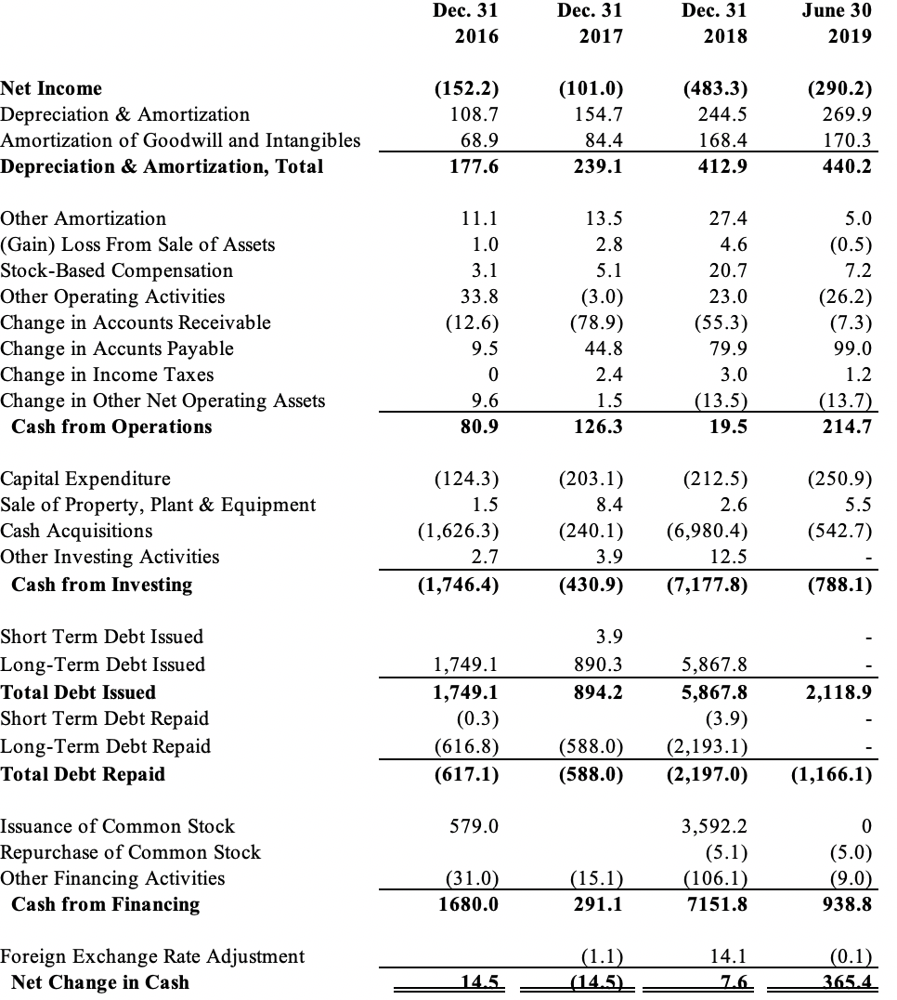 Dec. 31 Dec. 31 Dec. 31 June 30
2016 2017 2018 2019
Net Income (152.2) (101.0) (483.3) (290.2)
Depreciation & Amortization 108.7 154.7 244.5 269.9
Amortization of Goodwill and Intangibles 68.9 84.4 168.4 170.3
Depreciation & Amortization, Total 177.6 239.1 412.9 440.2
Other Amortization 11.1 13.5 27.4 5.0
(Gain) Loss From Sale of Assets 1.0 2.8 4.6 (0.5)
Stock-Based Compensation 3.1 5.1 20.7 7.2
Other Operating Activities 33.8 (3.0) 23.0 (26.2)
Change in Accounts Receivable (12.6) (78.9) (55.3) (7.3)
Change in Accunts Payable 9.5 44.8 79.9 99.0
Change in Income Taxes 0 2.4 3.0 1.2
Change in Other Net Operating Assets 9.6 1.5 (13.5) (13.7)
Cash from Operations 80.9 126.3 19.5 214.7
Capital Expenditure (124.3) (203.1) (212.5) (250.9)
Sale of Property, Plant & Equipment 1.5 8.4 2.6 5.5
Cash Acquisitions (1,626.3) (240.1) (6,980.4) (542.7)
Other Investing Activities 2.7 3.9 12.5 -
Cash from Investing (1,746.4) (430.9) (7,177.8) (788.1)
Short Term Debt Issued 3.9 -
Long-Term Debt Issued 1,749.1 890.3 5,867.8 -
Total Debt Issued 1,749.1 894.2 5,867.8 2,118.9
Short Term Debt Repaid (0.3) (3.9) -
Long-Term Debt Repaid (616.8) (588.0) (2,193.1) -
Total Debt Repaid (617.1) (588.0) (2,197.0) (1,166.1)
Issuance of Common Stock 579.0 3,592.2 0
Repurchase of Common Stock (5.1) (5.0)
Other Financing Activities (31.0) (15.1) (106.1) (9.0)
Cash from Financing 1680.0 291.1 7151.8 938.8
Foreign Exchange Rate Adjustment (1.1) 14.1 (0.1)
Net Change in Cash 14.5 (14.5) 7.6 365.4